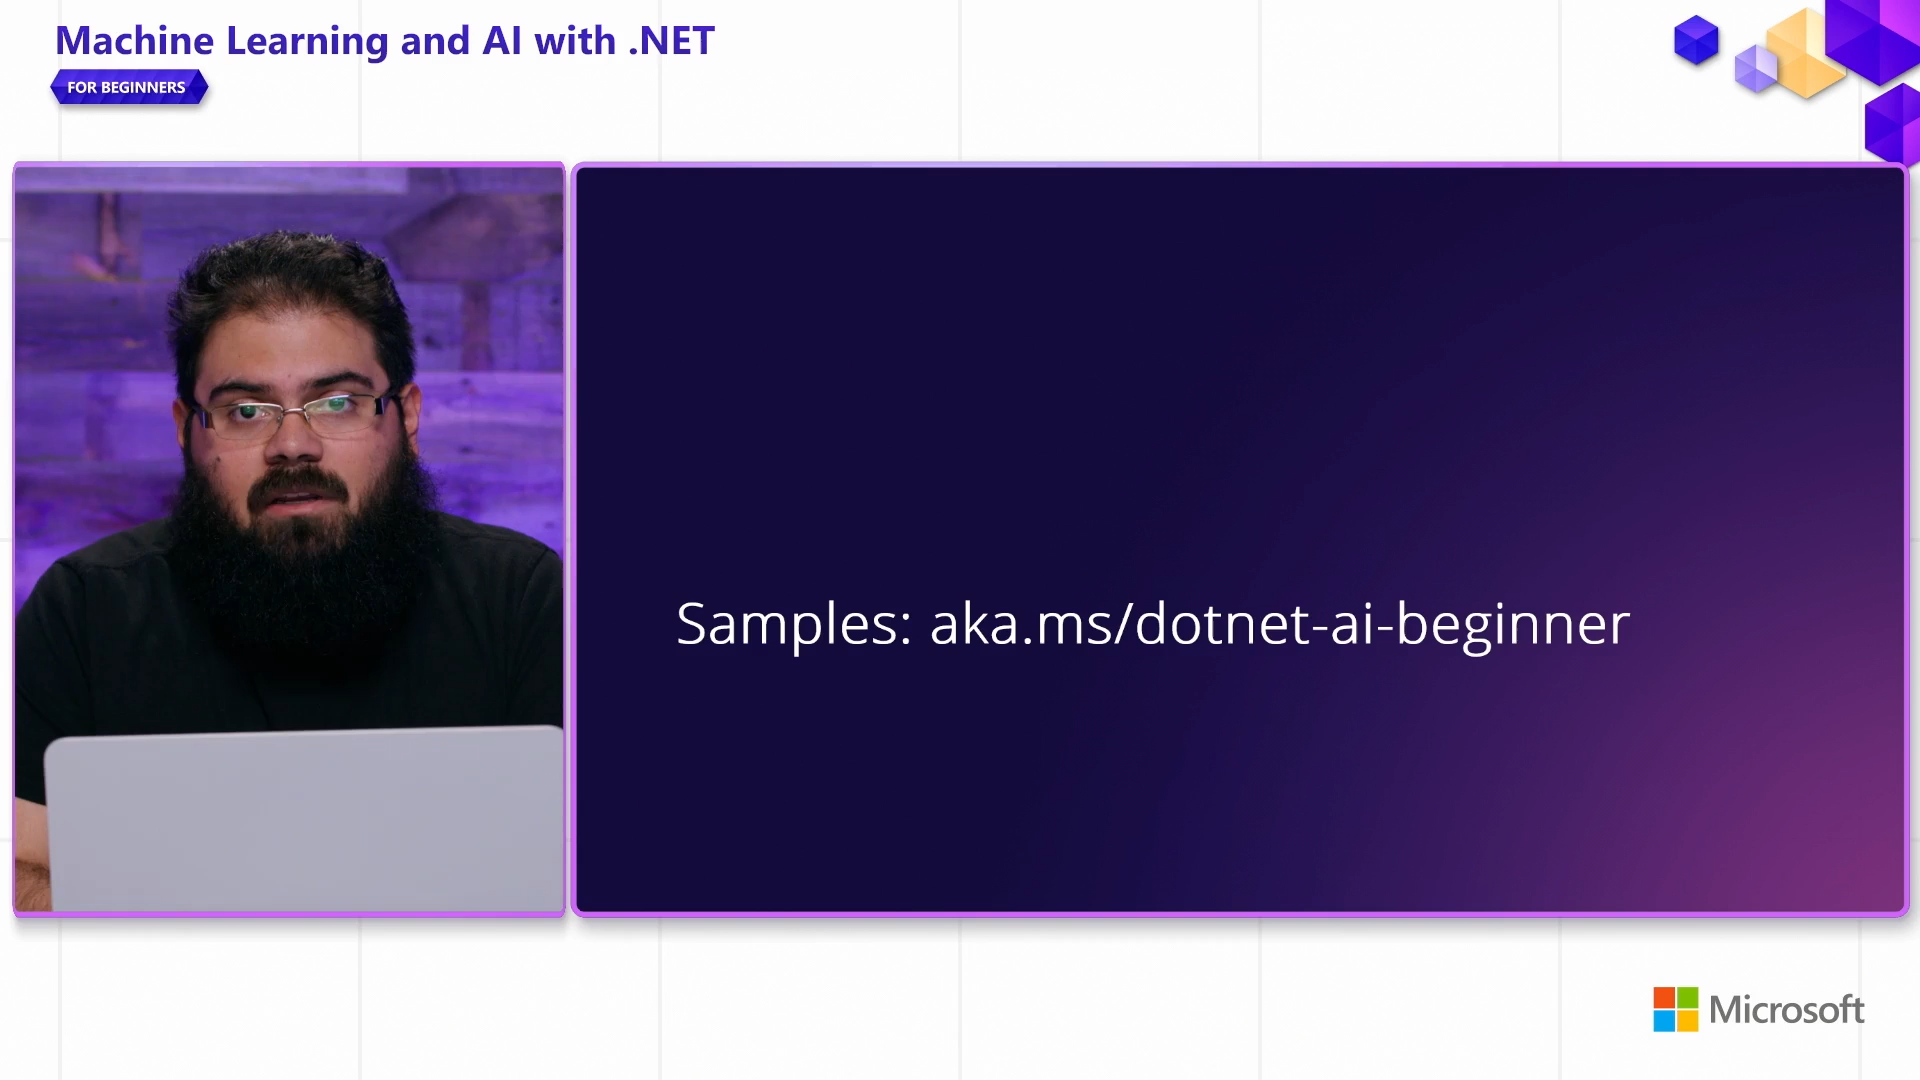 Machine Learning and AI with .NET
FOR BEGINNERS
Samples: aka.ms/dotnet-ai-beginner
Microsoft